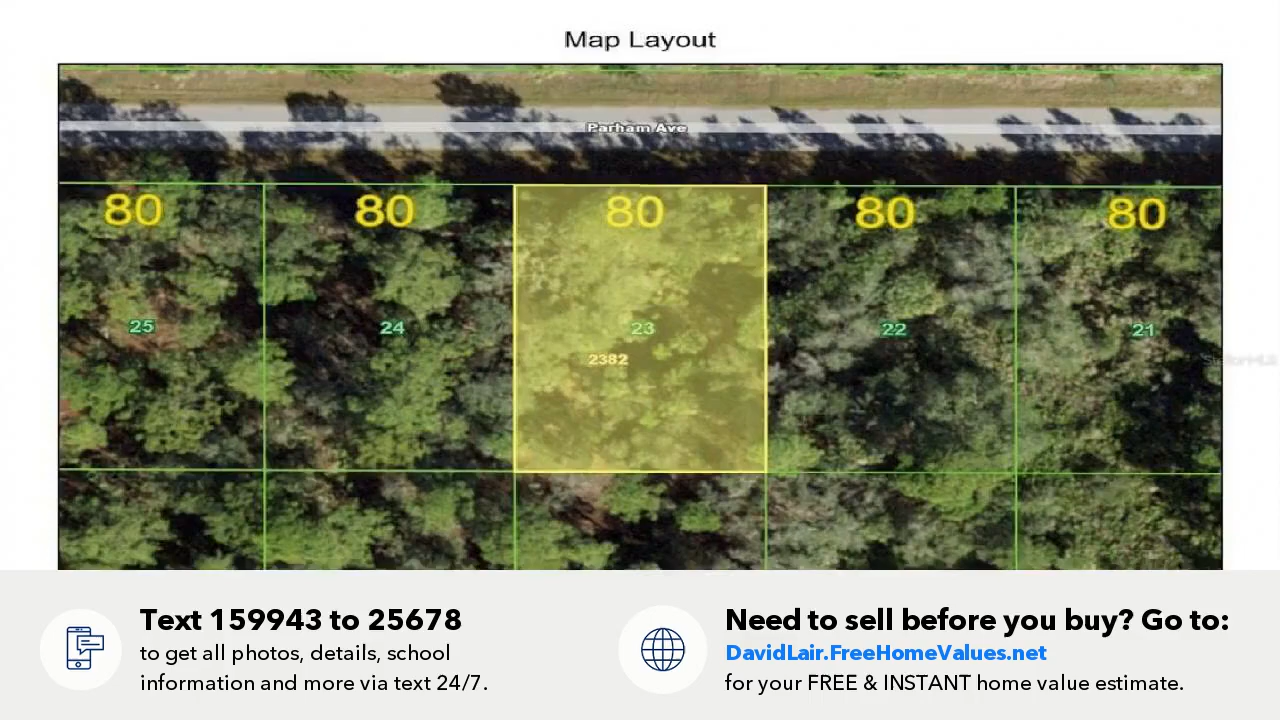 Map Layout
Parham Ave
80 80 80 80 80
25 24 23 22 21
2382
StellarMLS
Text 159943 to 25678
to get all photos, details, school
information and more via text 24/7.
Need to sell before you buy? Go to:
DavidLair.FreeHomeValues.net
for your FREE & INSTANT home value estimate.